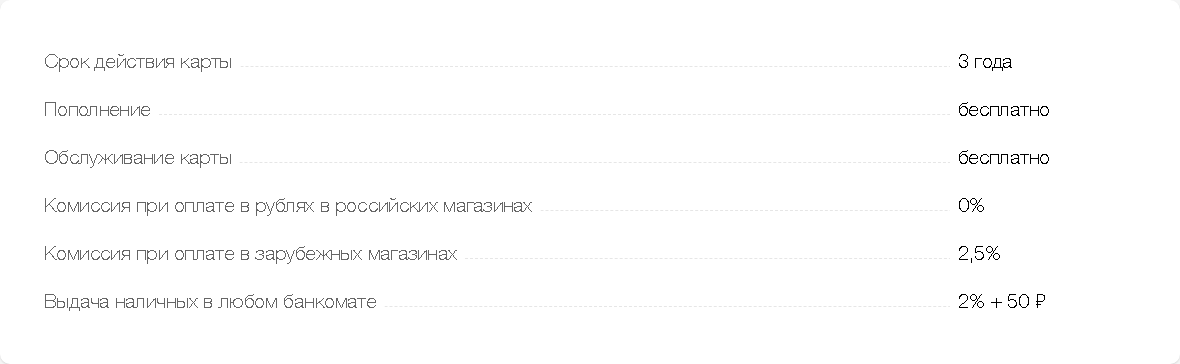 Срок действия карты 3 года
Пополнение бесплатно
Обслуживание карты бесплатно
Комиссия при оплате в рублях в российских магазинах 0%
Комиссия при оплате в зарубежных магазинах 2,5%
Выдача наличных в любом банкомате 2% + 50 ₽